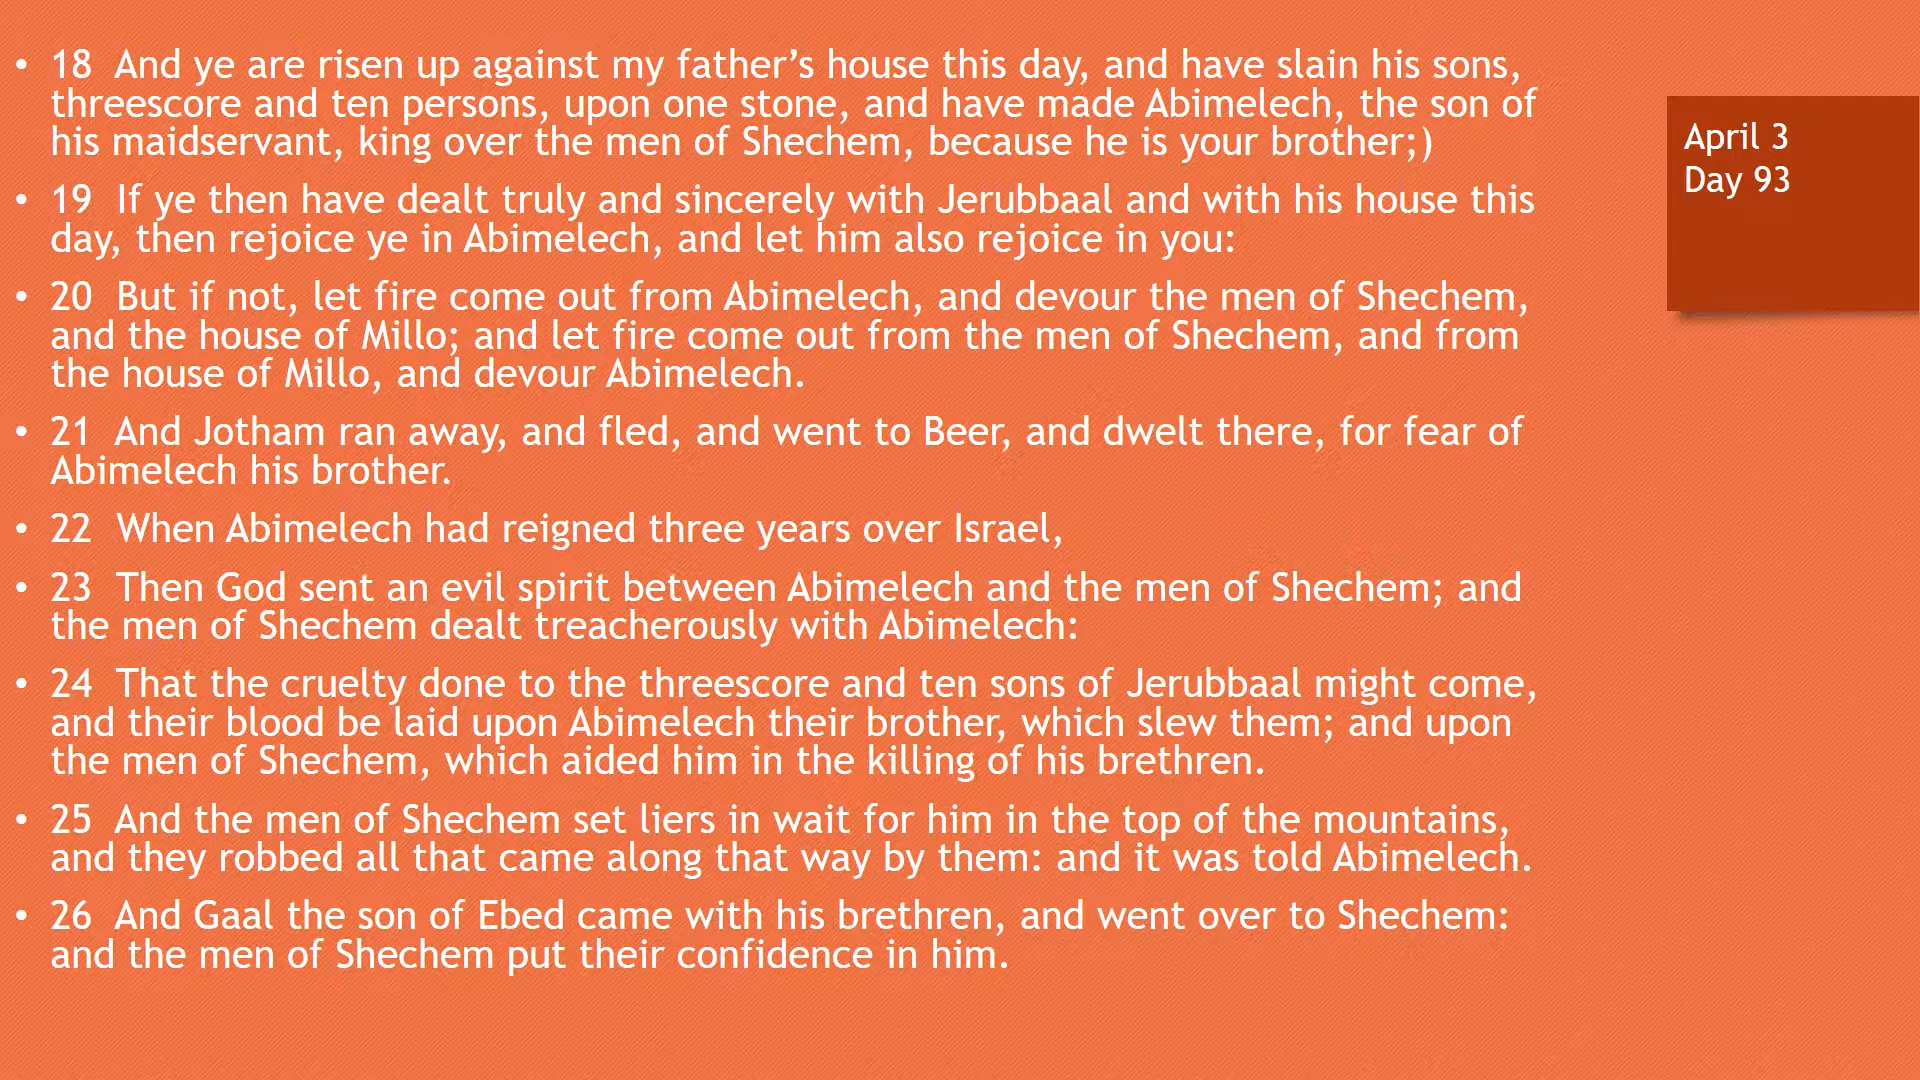 • 18 And ye are risen up against my father’s house this day, and have slain his sons,
threescore and ten persons, upon one stone, and have made Abimelech, the son of
his maidservant, king over the men of Shechem, because he is your brother;)
• 19 If ye then have dealt truly and sincerely with Jerubbaal and with his house this
day, then rejoice ye in Abimelech, and let him also rejoice in you:
• 20 But if not, let fire come out from Abimelech, and devour the men of Shechem,
and the house of Millo; and let fire come out from the men of Shechem, and from
the house of Millo, and devour Abimelech.
• 21 And Jotham ran away, and fled, and went to Beer, and dwelt there, for fear of
Abimelech his brother.
• 22 When Abimelech had reigned three years over Israel,
• 23 Then God sent an evil spirit between Abimelech and the men of Shechem; and
the men of Shechem dealt treacherously with Abimelech:
• 24 That the cruelty done to the threescore and ten sons of Jerubbaal might come,
and their blood be laid upon Abimelech their brother, which slew them; and upon
the men of Shechem, which aided him in the killing of his brethren.
• 25 And the men of Shechem set liers in wait for him in the top of the mountains,
and they robbed all that came along that way by them: and it was told Abimelech.
• 26 And Gaal the son of Ebed came with his brethren, and went over to Shechem:
and the men of Shechem put their confidence in him.
April 3
Day 93